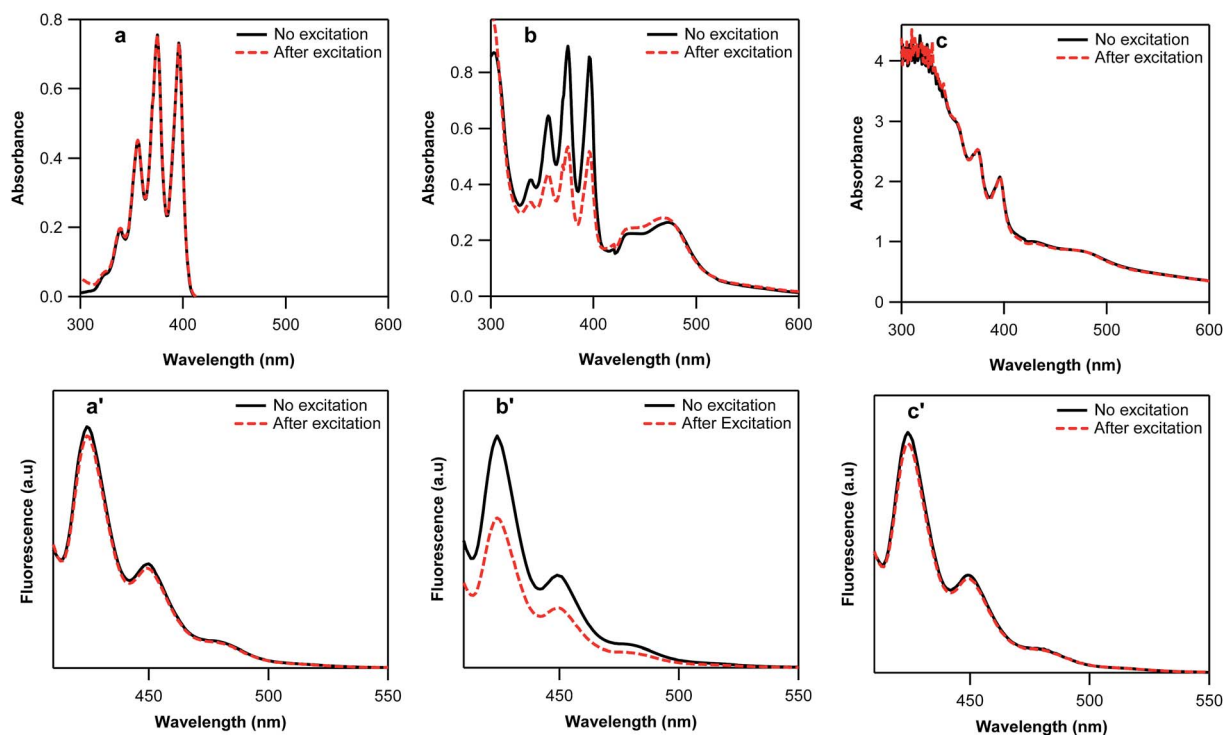 a
No excitation
After excitation
0.8
0.6
0.4
0.2
0.0
Absorbance
300
400
500
600
Wavelength (nm)
b
No excitation
After excitation
0.8
0.6
0.4
0.2
0.0
Absorbance
300
400
500
600
Wavelength (nm)
c
No excitation
After excitation
4
3
2
1
0
Absorbance
300
400
500
600
Wavelength (nm)
a'
No excitation
After excitation
Fluorescence (a.u)
450
500
550
Wavelength (nm)
b'
No excitation
After Excitation
Fluorescence (a.u)
450
500
550
Wavelength (nm)
c'
No excitation
After excitation
Fluorescence (a.u)
450
500
550
Wavelength (nm)